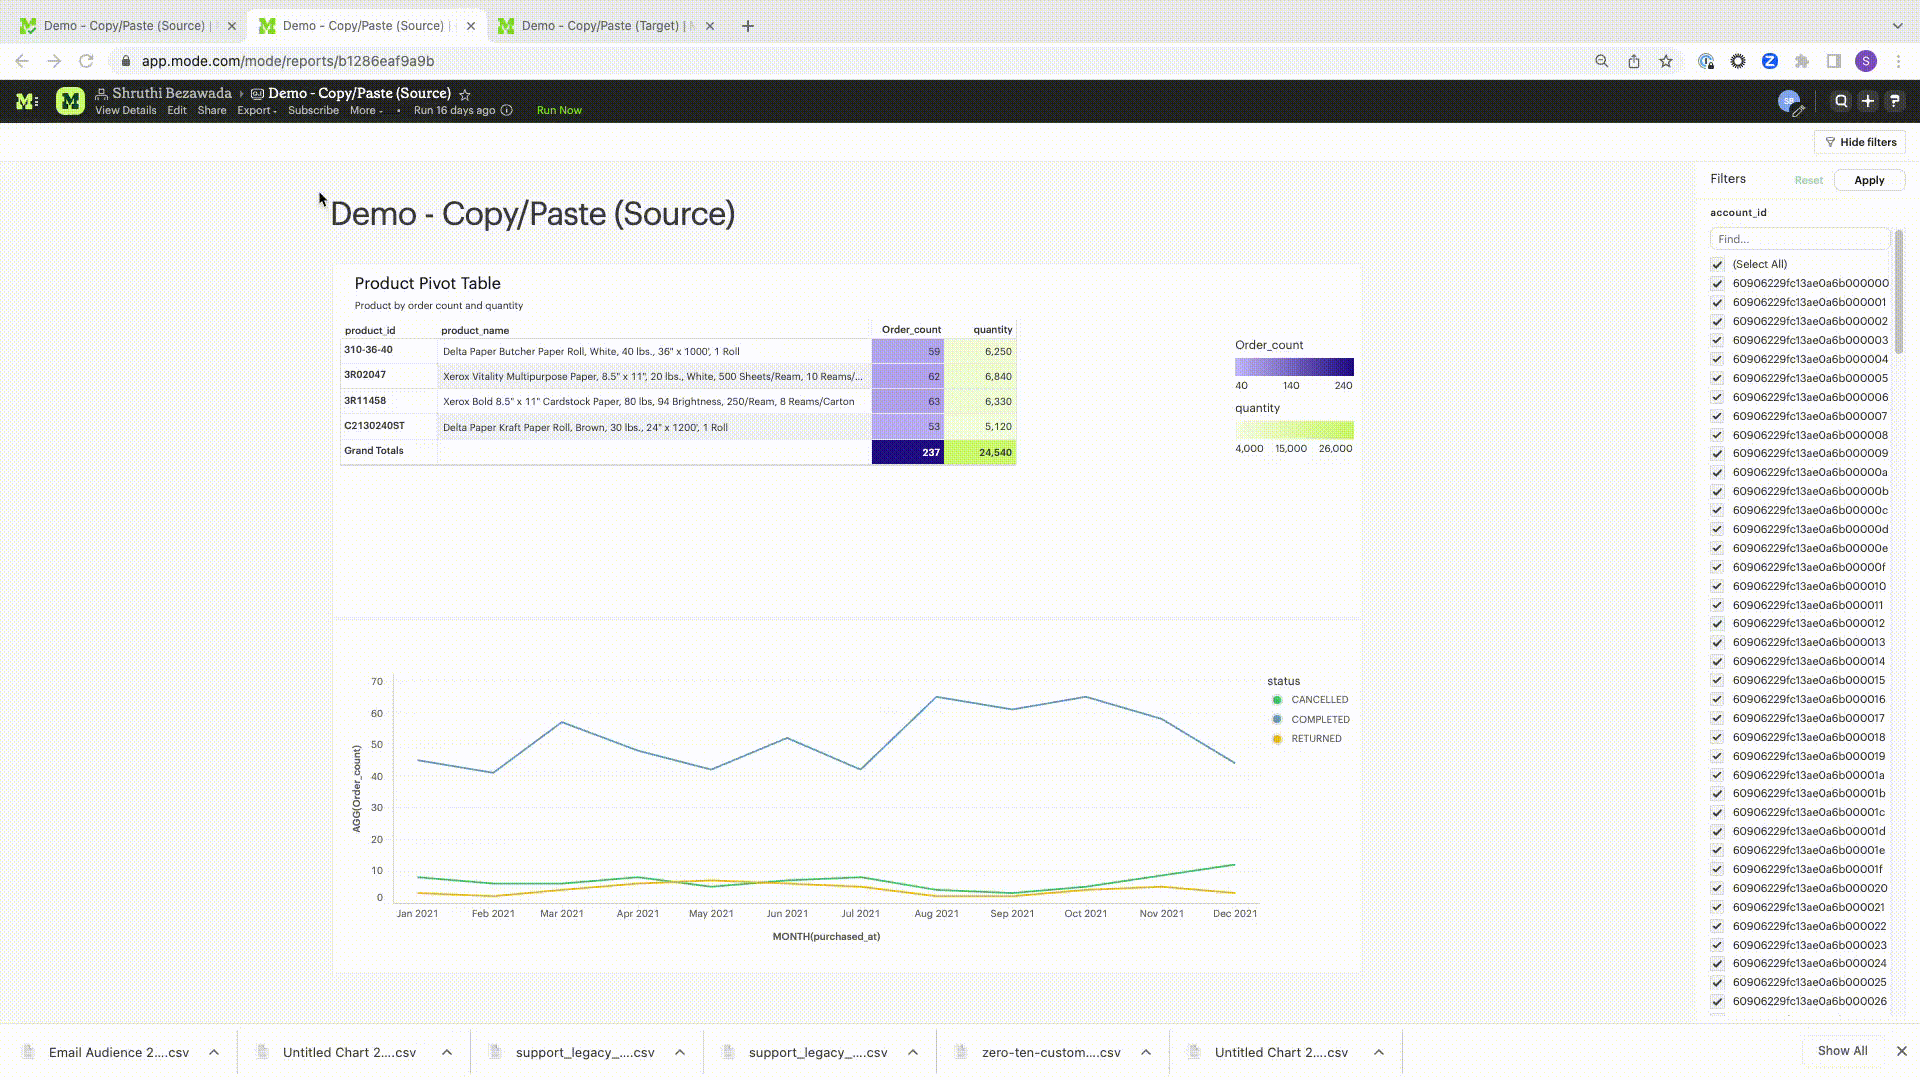 Demo - Copy/Paste (Source) |
Demo - Copy/Paste (Source) |
Demo - Copy/Paste (Target) |
app.mode.com/mode/reports/b1286eaf9a9b
S
Shruthi Bezawada › Demo - Copy/Paste (Source)
View Details Edit Share Export Subscribe More • Run 16 days ago Run Now
Hide filters
Filters Reset Apply
account_id
Find...
(Select All)
60906229fc13ae0a6b000000
60906229fc13ae0a6b000001
60906229fc13ae0a6b000002
60906229fc13ae0a6b000003
60906229fc13ae0a6b000004
60906229fc13ae0a6b000005
60906229fc13ae0a6b000006
60906229fc13ae0a6b000007
60906229fc13ae0a6b000008
60906229fc13ae0a6b000009
60906229fc13ae0a6b00000a
60906229fc13ae0a6b00000b
60906229fc13ae0a6b00000c
60906229fc13ae0a6b00000d
60906229fc13ae0a6b00000e
60906229fc13ae0a6b00000f
60906229fc13ae0a6b000010
60906229fc13ae0a6b000011
60906229fc13ae0a6b000012
60906229fc13ae0a6b000013
60906229fc13ae0a6b000014
60906229fc13ae0a6b000015
60906229fc13ae0a6b000016
60906229fc13ae0a6b000017
60906229fc13ae0a6b000018
60906229fc13ae0a6b000019
60906229fc13ae0a6b00001a
60906229fc13ae0a6b00001b
60906229fc13ae0a6b00001c
60906229fc13ae0a6b00001d
60906229fc13ae0a6b00001e
60906229fc13ae0a6b00001f
60906229fc13ae0a6b000020
60906229fc13ae0a6b000021
60906229fc13ae0a6b000022
60906229fc13ae0a6b000023
60906229fc13ae0a6b000024
60906229fc13ae0a6b000025
60906229fc13ae0a6b000026
Demo - Copy/Paste (Source)
Product Pivot Table
Product by order count and quantity
product_id product_name Order_count quantity
310-36-40 Delta Paper Butcher Paper Roll, White, 40 lbs., 36" x 1000', 1 Roll 59 6,250
3R02047 Xerox Vitality Multipurpose Paper, 8.5" x 11", 20 lbs., White, 500 Sheets/Ream, 10 Reams/... 62 6,840
3R11458 Xerox Bold 8.5" x 11" Cardstock Paper, 80 lbs, 94 Brightness, 250/Ream, 8 Reams/Carton 63 6,330
C2130240ST Delta Paper Kraft Paper Roll, Brown, 30 lbs., 24" x 1200', 1 Roll 53 5,120
Grand Totals 237 24,540
Order_count
40 140 240
quantity
4,000 15,000 26,000
70
60
50
40
30
20
10
0
AGG(Order_count)
Jan 2021 Feb 2021 Mar 2021 Apr 2021 May 2021 Jun 2021 Jul 2021 Aug 2021 Sep 2021 Oct 2021 Nov 2021 Dec 2021
MONTH(purchased_at)
status
CANCELLED
COMPLETED
RETURNED
Email Audience 2....csv
Untitled Chart 2....csv
support_legacy_....csv
support_legacy_....csv
zero-ten-custom....csv
Untitled Chart 2....csv
Show All